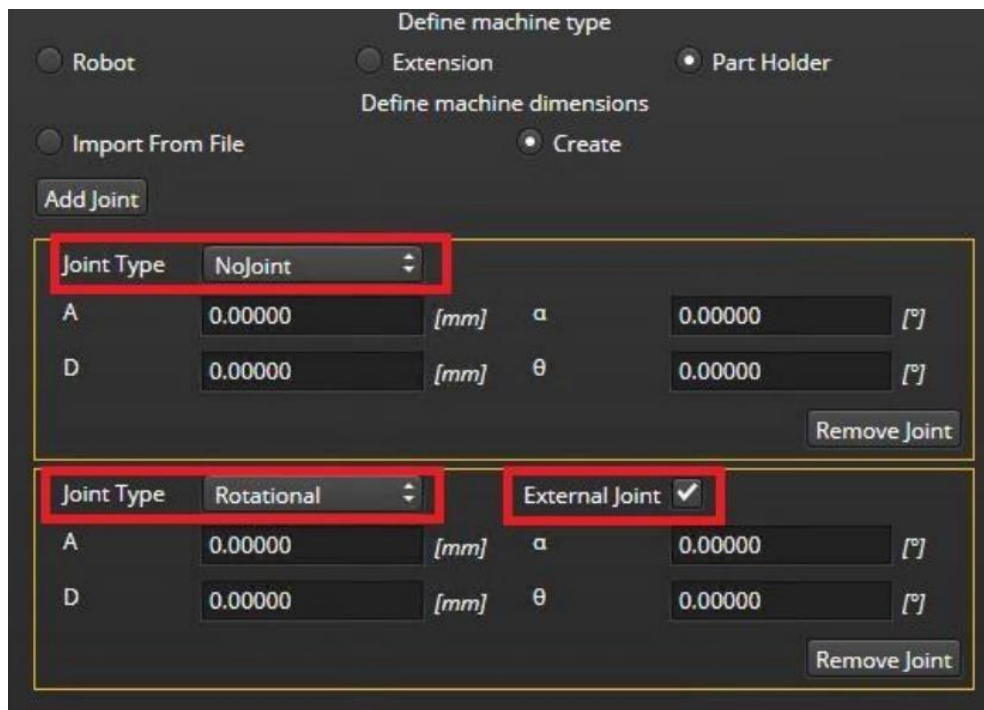 Define machine type
Robot Extension Part Holder
Define machine dimensions
Import From File Create
Add Joint
Joint Type NoJoint
A 0.00000 [mm] α 0.00000 [°]
D 0.00000 [mm] θ 0.00000 [°]
Remove Joint
Joint Type Rotational External Joint
A 0.00000 [mm] α 0.00000 [°]
D 0.00000 [mm] θ 0.00000 [°]
Remove Joint